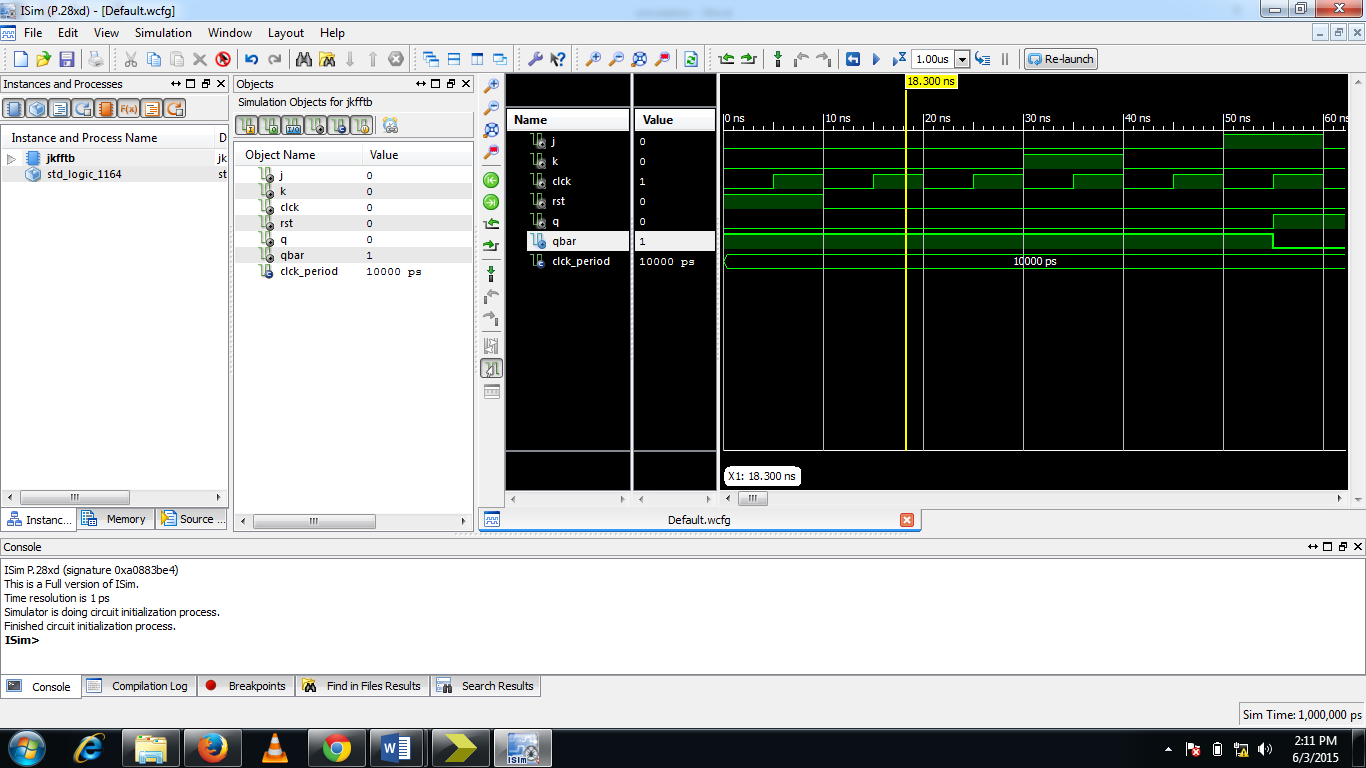 ISim (P.28xd) - [Default.wcfg]
File Edit View Simulation Window Layout Help
1.00us Re-launch
Instances and Processes
Instance and Process Name D
jkfftb jk
std_logic_1164 st
Instanc... Memory Source ...
Objects
Simulation Objects for jkfftb
Object Name Value
j 0
k 0
clck 1
rst 0
q 0
qbar 1
clck_period 10000 ps
Name Value
j 0
k 0
clck 1
rst 0
q 0
qbar 1
clck_period 10000 ps
18.300 ns
0 ns 10 ns 20 ns 30 ns 40 ns 50 ns 60 ns
10000 ps
X1: 18.300 ns
Default.wcfg
Console
ISim P.28xd (signature 0xa0883be4)
This is a Full version of ISim.
Time resolution is 1 ps
Simulator is doing circuit initialization process.
Finished circuit initialization process.
ISim>
Console Compilation Log Breakpoints Find in Files Results Search Results
Sim Time: 1,000,000 ps
ISim
2:11 PM
6/3/2015